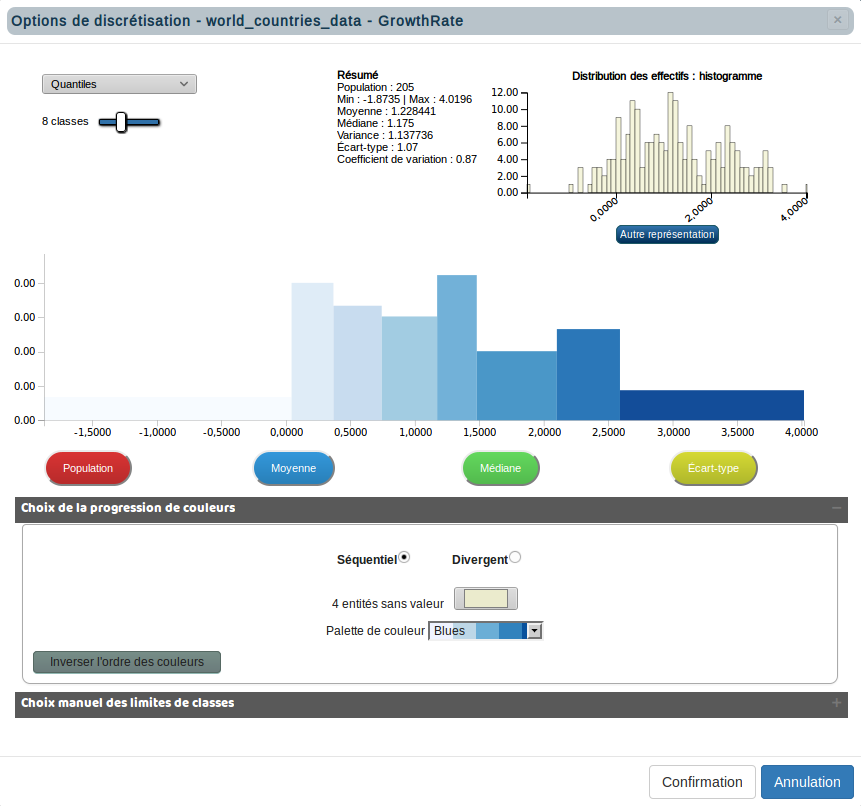 Options de discrétisation - world_countries_data - GrowthRate
×
Quantiles
8 classes
Résumé
Population : 205
Min : -1.8735 | Max : 4.0196
Moyenne : 1.228441
Médiane : 1.175
Variance : 1.137736
Écart-type : 1.07
Coefficient de variation : 0.87
Distribution des effectifs : histogramme
12.00
10.00
8.00
6.00
4.00
2.00
0.00
0,0000 2,0000 4,0000
Autre représentation
0.00
0.00
0.00
0.00
0.00
-1,5000 -1,0000 -0,5000 0,0000 0,5000 1,0000 1,5000 2,0000 2,5000 3,0000 3,5000 4,0000
Population Moyenne Médiane Écart-type
Choix de la progression de couleurs
Séquentiel Divergent
4 entités sans valeur
Palette de couleur Blues
Inverser l'ordre des couleurs
Choix manuel des limites de classes
Confirmation Annulation